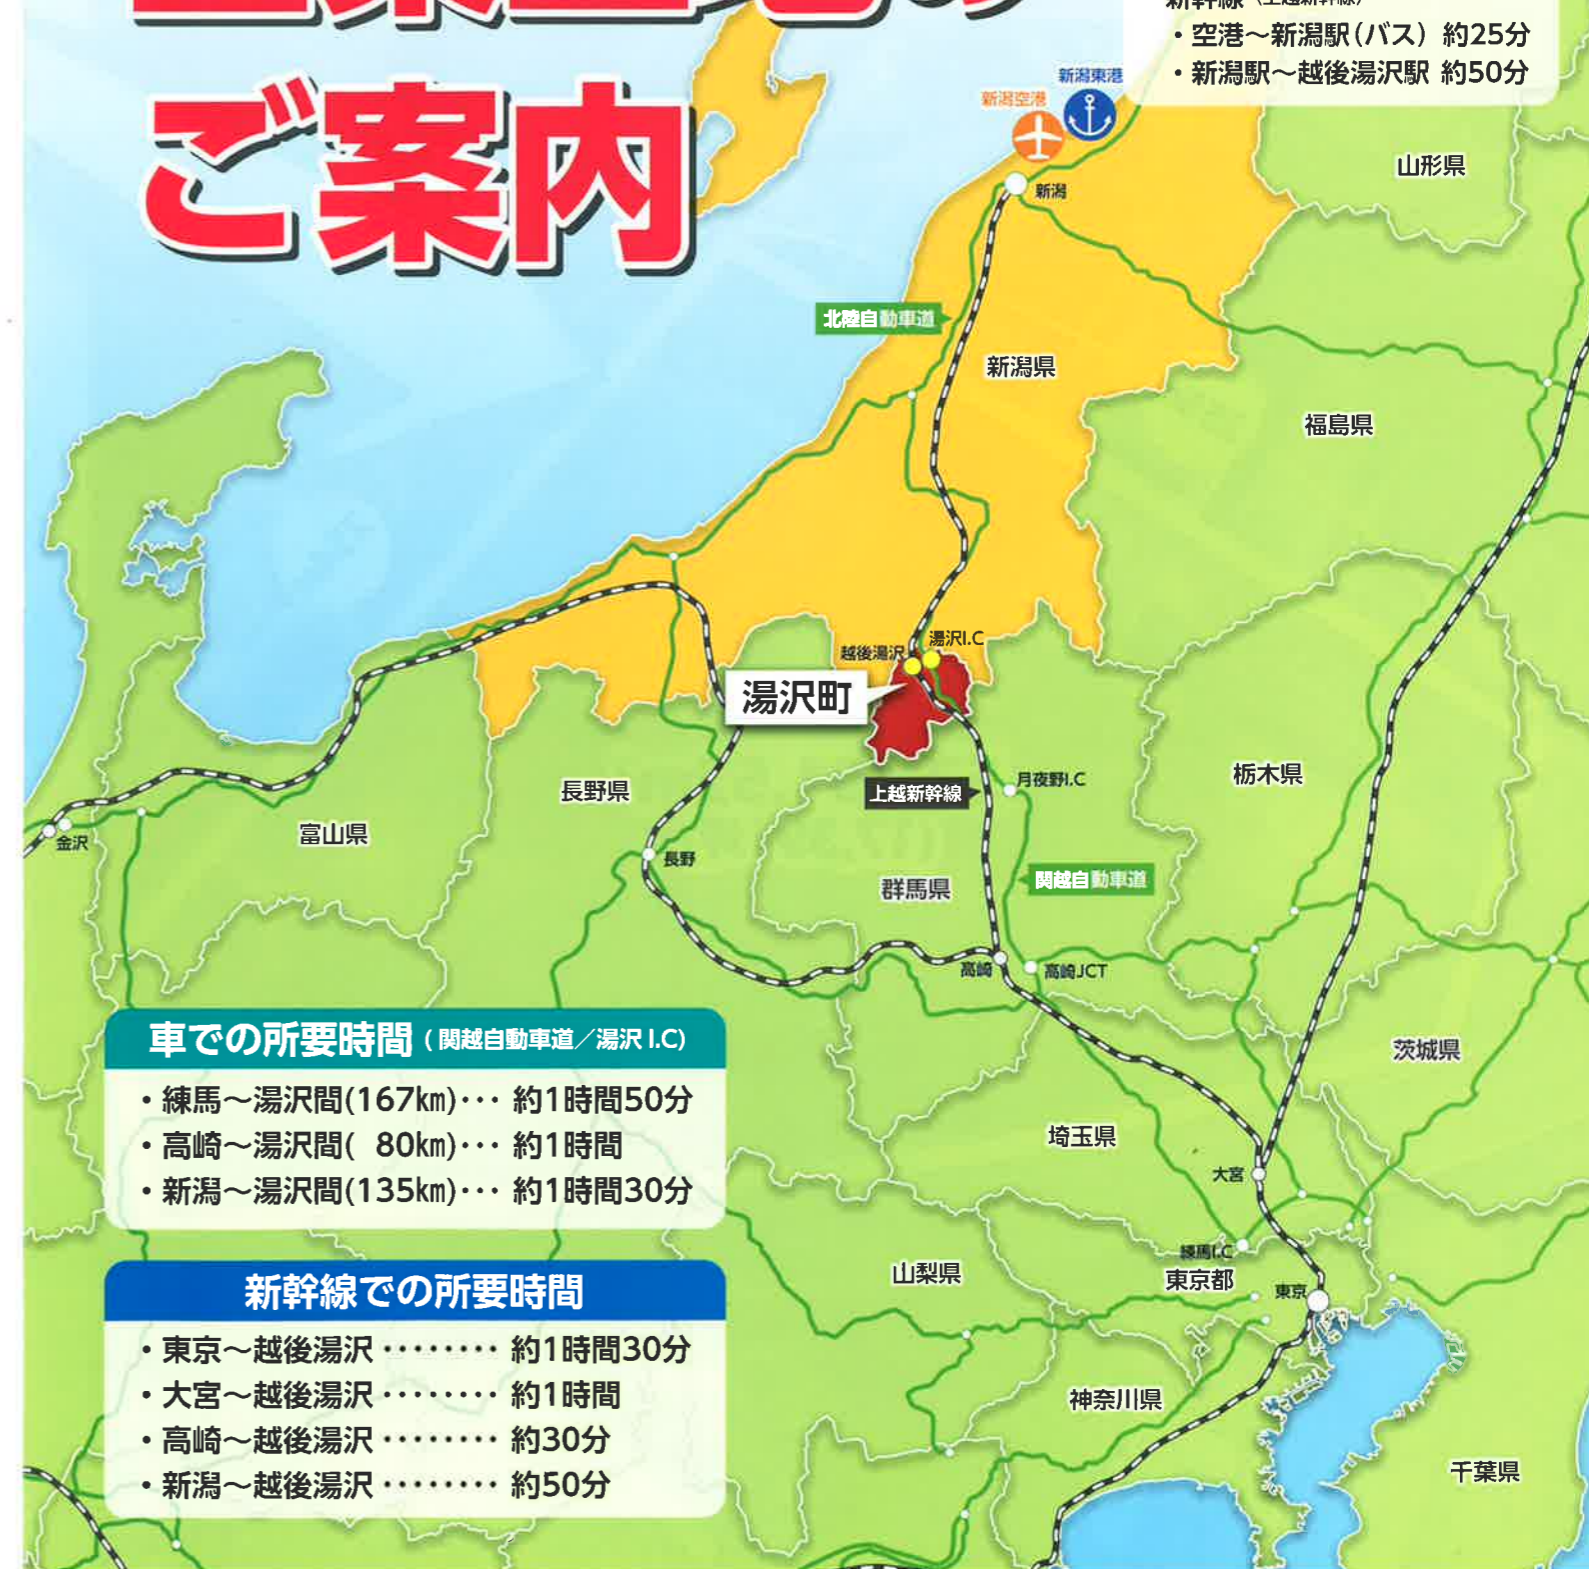 ご案内
新幹線（上越新幹線）
・空港～新潟駅(バス) 約25分
・新潟駅～越後湯沢駅 約50分
新潟東港
新潟空港
山形県
新潟
北陸自動車道
新潟県
福島県
湯沢I.C
越後湯沢
湯沢町
月夜野I.C
上越新幹線
栃木県
長野県
富山県
金沢
長野
群馬県
関越自動車道
高崎
高崎JCT
茨城県
埼玉県
大宮
練馬I.C
東京都
東京
山梨県
神奈川県
千葉県
車での所要時間 (関越自動車道／湯沢 I.C)
・練馬～湯沢間(167㎞)･･･ 約1時間50分
・高崎～湯沢間( 80㎞)･･･ 約1時間
・新潟～湯沢間(135㎞)･･･ 約1時間30分
新幹線での所要時間
・東京～越後湯沢 ････････ 約1時間30分
・大宮～越後湯沢 ････････ 約1時間
・高崎～越後湯沢 ････････ 約30分
・新潟～越後湯沢 ････････ 約50分